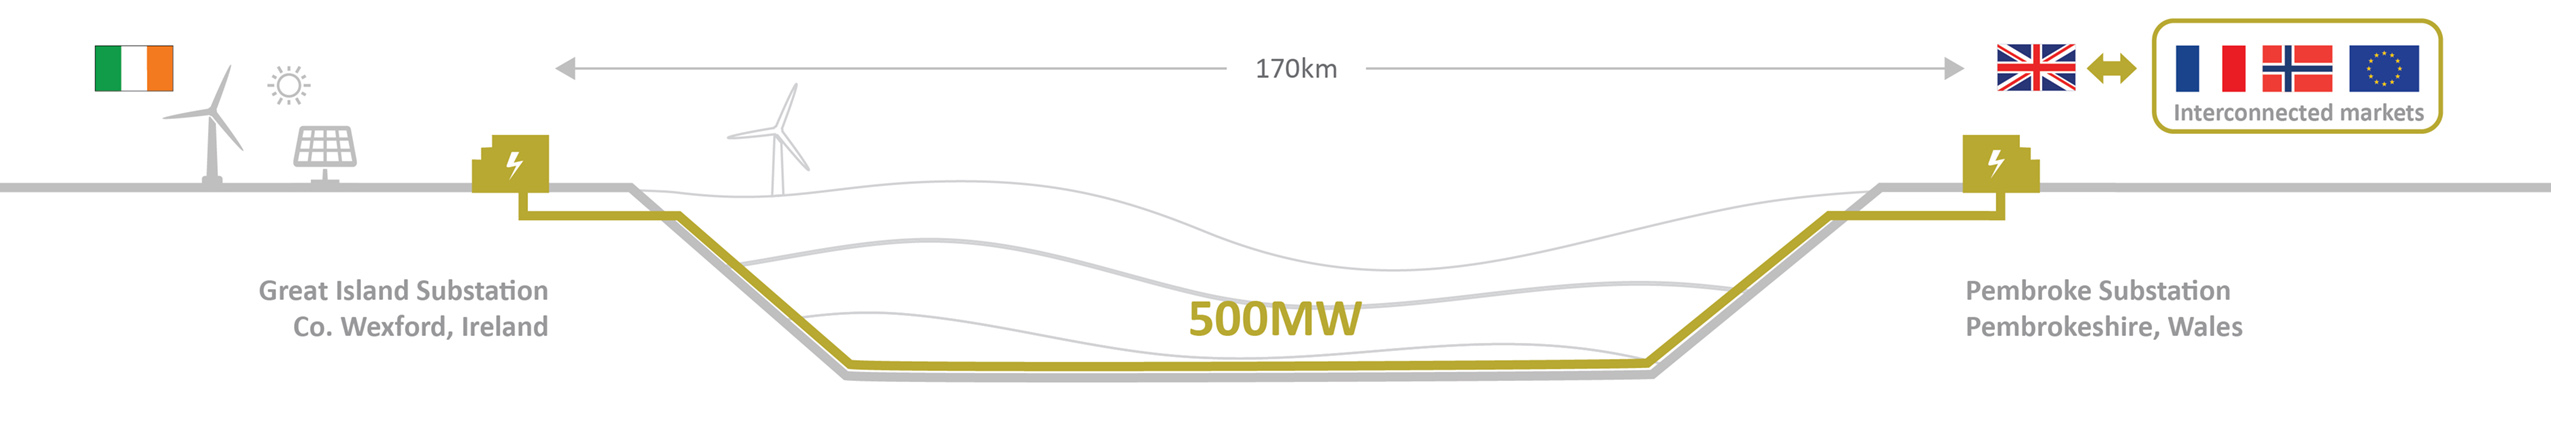 170km
Interconnected markets
Great Island Substation
Co. Wexford, Ireland
500MW
Pembroke Substation
Pembrokeshire, Wales